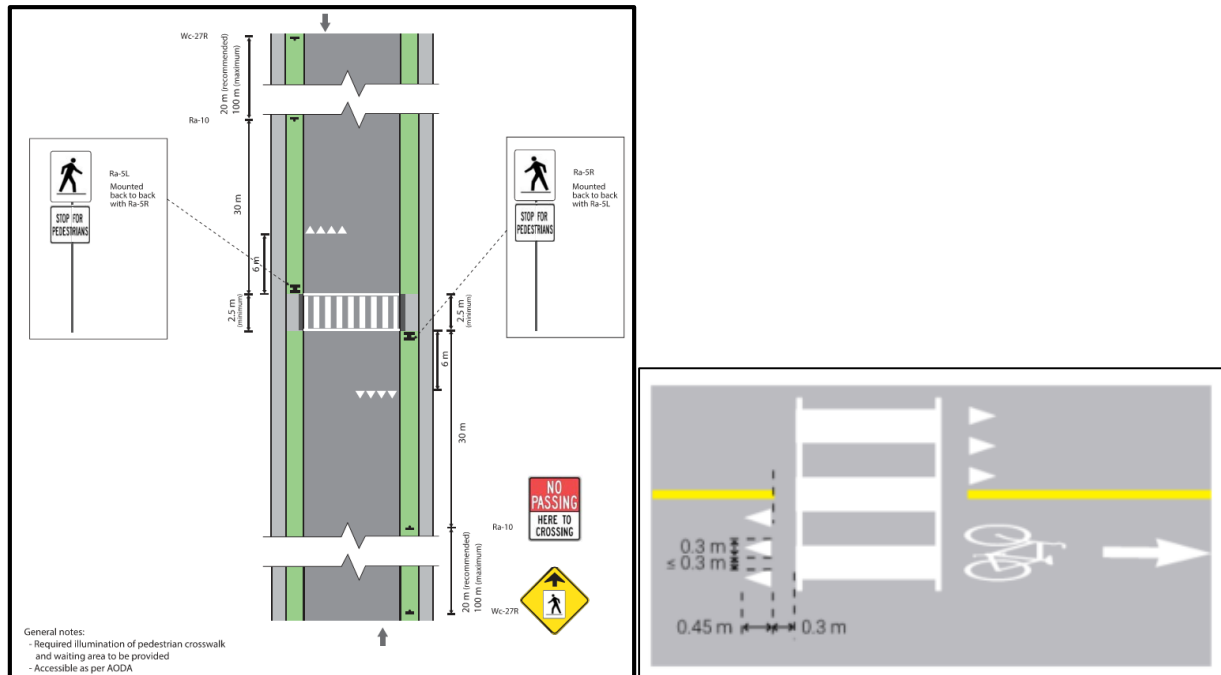 Wc-27R
20 m (recommended)
100 m (maximum)
Ra-10
30 m
6 m
2.5 m
(minimum)
Ra-5L
Mounted
back to back
with Ra-5R
STOP FOR
PEDESTRIANS
Ra-5R
Mounted
back to back
with Ra-5L
STOP FOR
PEDESTRIANS
2.5 m
(minimum)
6 m
30 m
NO
PASSING
HERE TO
CROSSING
Ra-10
20 m (recommended)
100 m (maximum)
Wc-27R
General notes:
- Required illumination of pedestrian crosswalk
and waiting area to be provided
- Accessible as per AODA
0.3 m
≤ 0.3 m
0.45 m
0.3 m